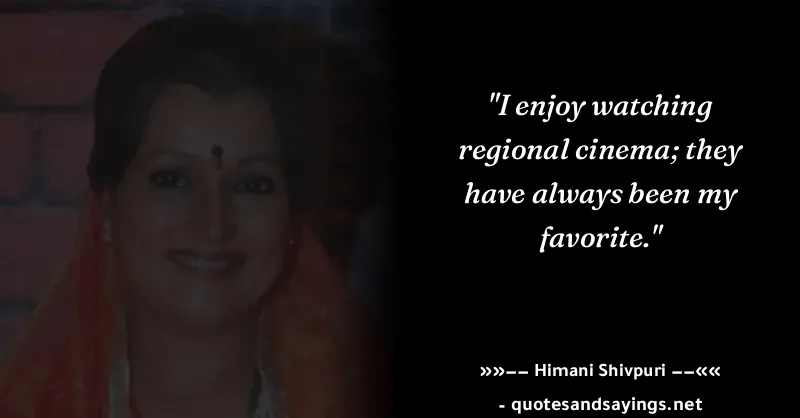 "I enjoy watching
regional cinema; they
have always been my
favorite."
»»−− Himani Shivpuri −−««
- quotesandsayings.net